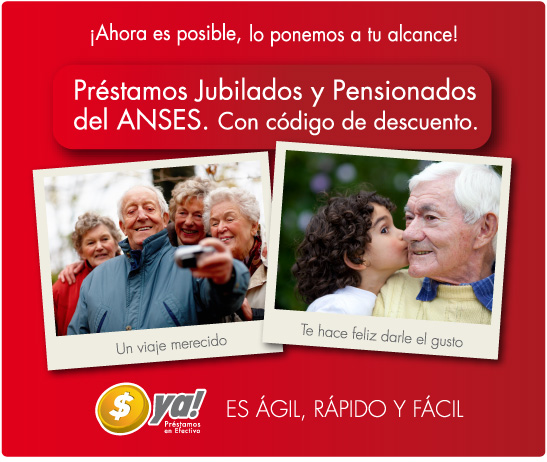 ¡Ahora es posible, lo ponemos a tu alcance!
Préstamos Jubilados y Pensionados
del ANSES. Con código de descuento.
Un viaje merecido
Te hace feliz darle el gusto
$ ya!
Préstamos
en Efectivo
ES ÁGIL, RÁPIDO Y FÁCIL